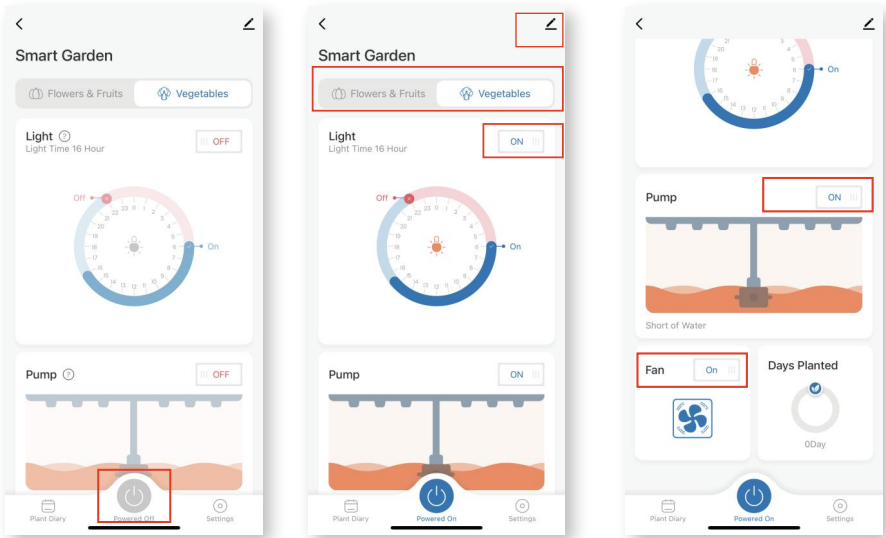 Smart Garden
Flowers & Fruits
Vegetables
Light
OFF
Light Time 16 Hour
Off
On
Pump
OFF
Plant Diary
Powered Off
Settings
Smart Garden
Flowers & Fruits
Vegetables
Light
ON
Light Time 16 Hour
Off
On
Pump
ON
Plant Diary
Powered On
Settings
On
Pump
ON
Short of Water
Fan
On
Days Planted
0Day
Plant Diary
Powered On
Settings